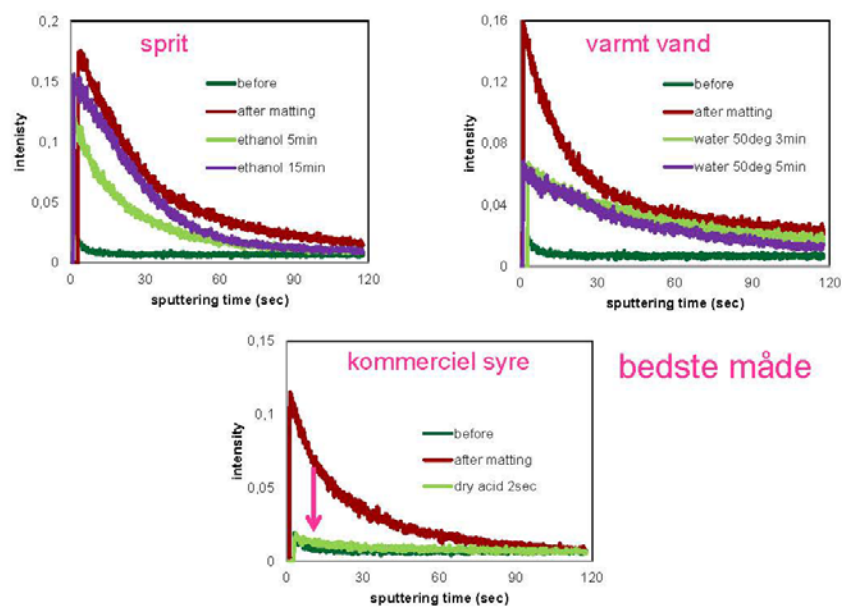 0,2
sprit
0,15
before
after matting
ethanol 5min
ethanol 15min
0,1
0,05
0
intenisty
0 30 60 90 120
sputtering time (sec)
0,16
varmt vand
0,12
before
after matting
water 50deg 3min
water 50deg 5min
0,08
0,04
0
intensity
0 30 60 90 120
sputtering time (sec)
0,15
kommerciel syre
bedste måde
0,1
before
after matting
dry acid 2sec
0,05
0
intensity
0 30 60 90 120
sputtering time (sec)